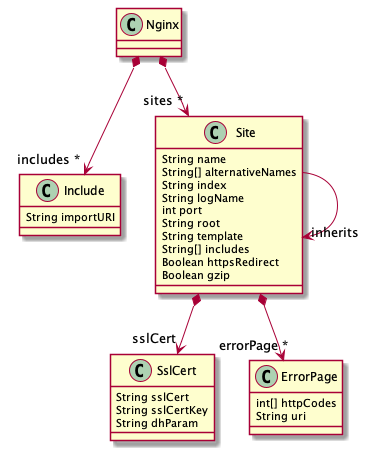 C Nginx
sites *
includes *
C Site
String name
String[] alternativeNames
String index
String logName
int port
String root
String template
String[] includes
Boolean httpsRedirect
Boolean gzip
inherits
C Include
String importURI
sslCert
errorPage *
C SslCert
String sslCert
String sslCertKey
String dhParam
C ErrorPage
int[] httpCodes
String uri